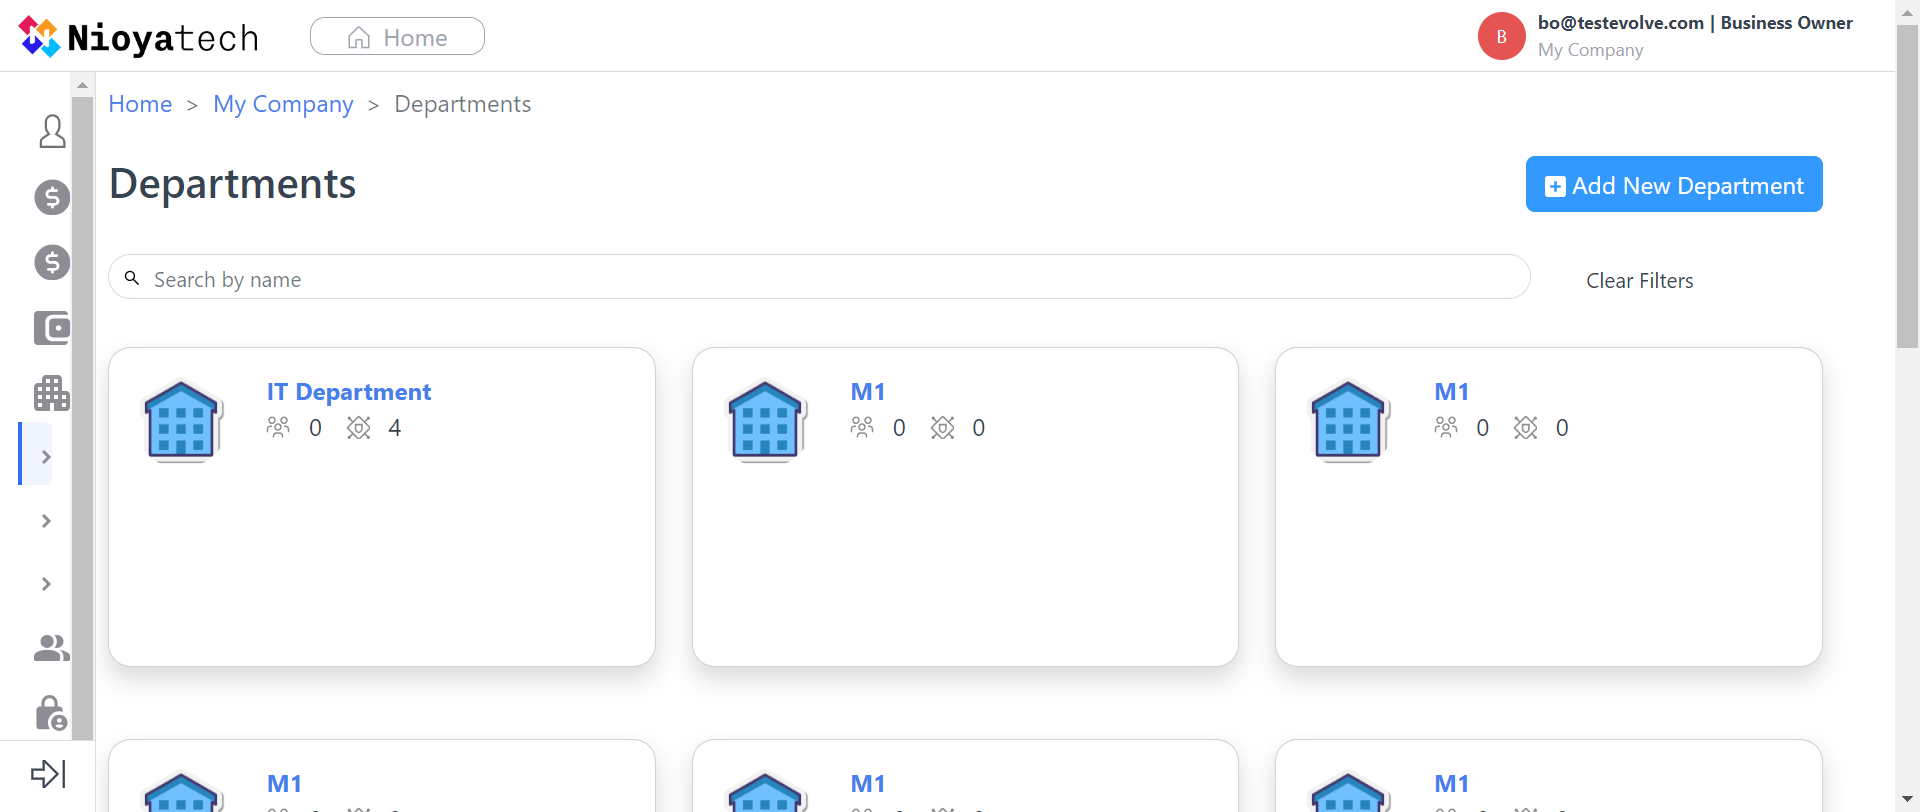 Nioyatech
Home
B
bo@testevolve.com | Business Owner
My Company
Home > My Company > Departments
Departments
Add New Department
Search by name
Clear Filters
IT Department
0 4
M1
0 0
M1
0 0
M1
M1
M1